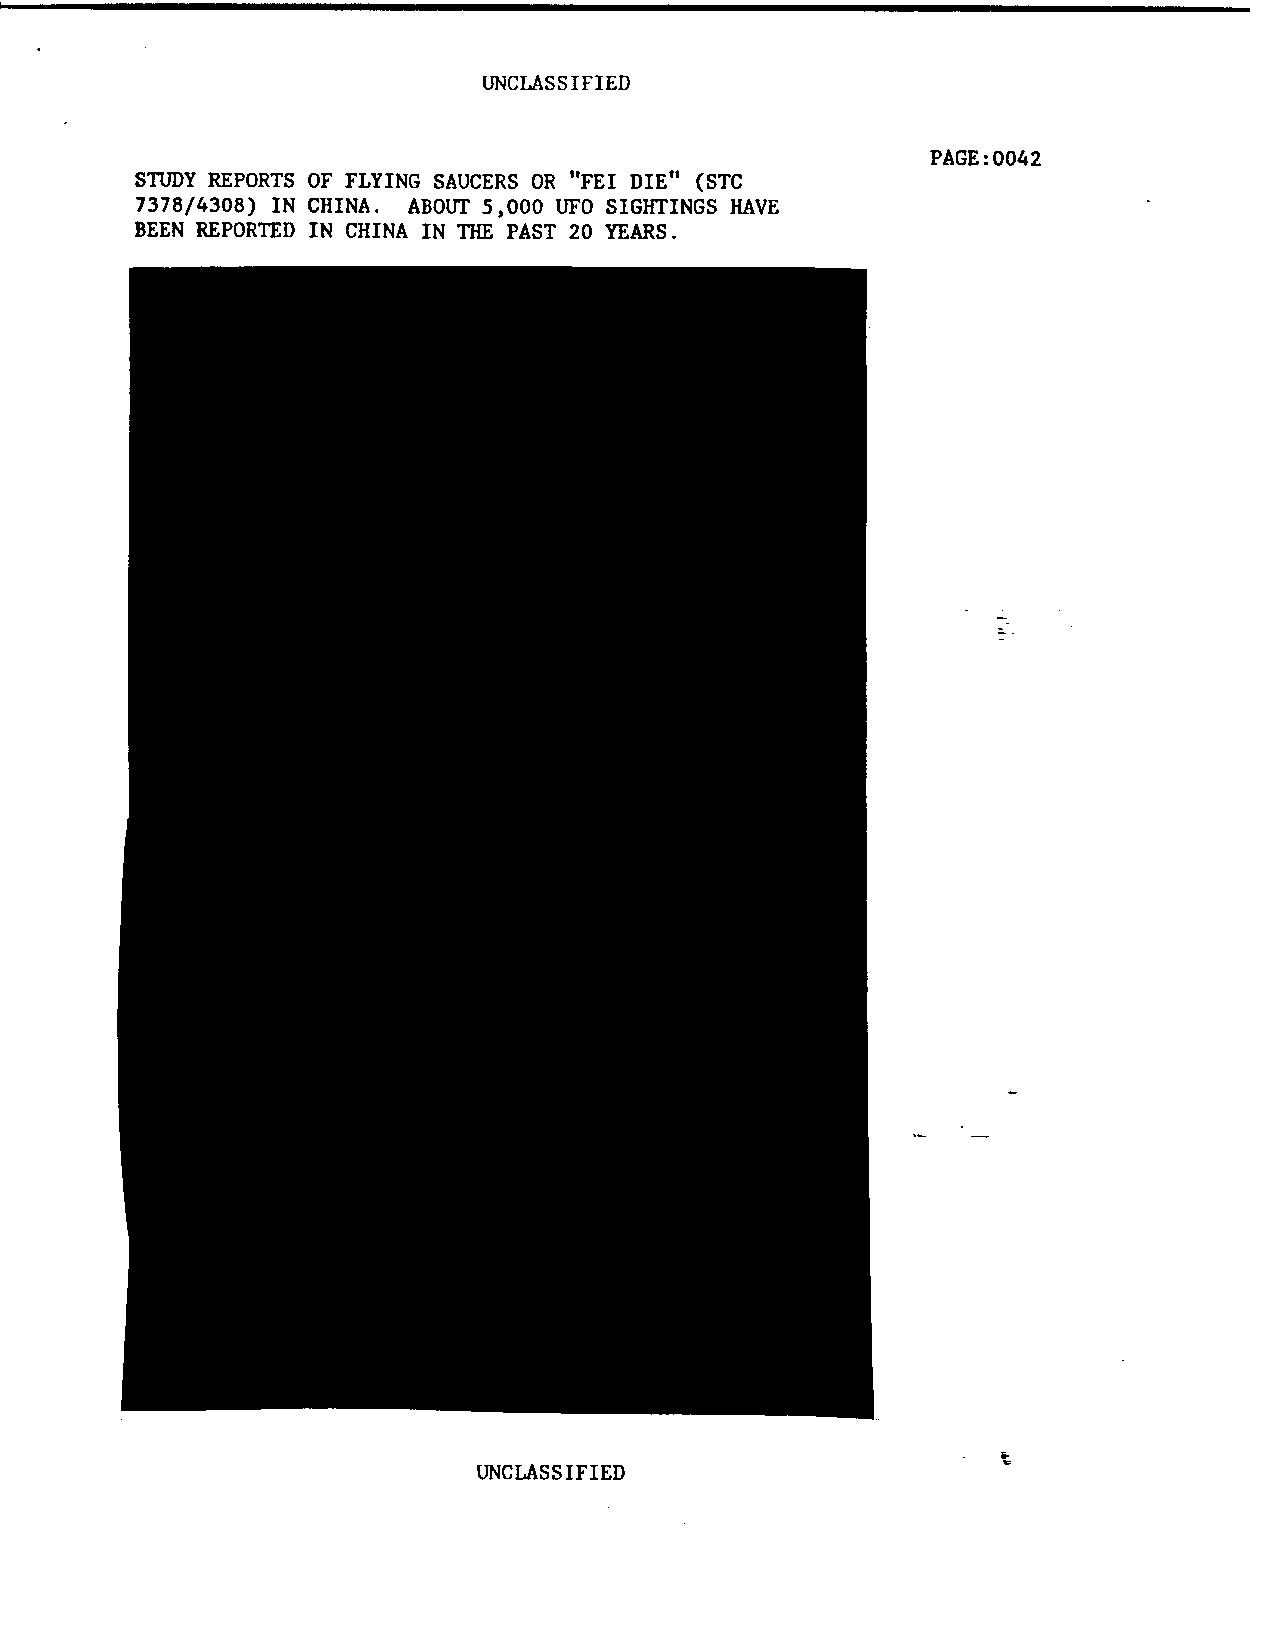 UNCLASSIFIED
PAGE:0042
STUDY REPORTS OF FLYING SAUCERS OR "FEI DIE" (STC
7378/4308) IN CHINA. ABOUT 5,000 UFO SIGHTINGS HAVE
BEEN REPORTED IN CHINA IN THE PAST 20 YEARS.
UNCLASSIFIED